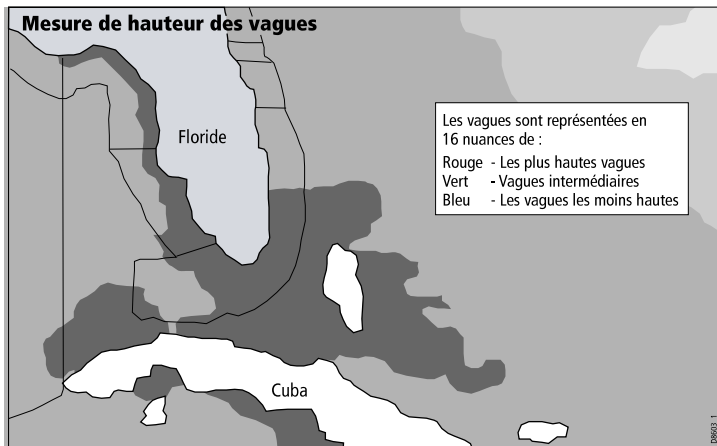 Mesure de hauteur des vagues
Floride
Les vagues sont représentées en
16 nuances de :
Rouge - Les plus hautes vagues
Vert - Vagues intermédiaires
Bleu - Les vagues les moins hautes
Cuba
D8603_1